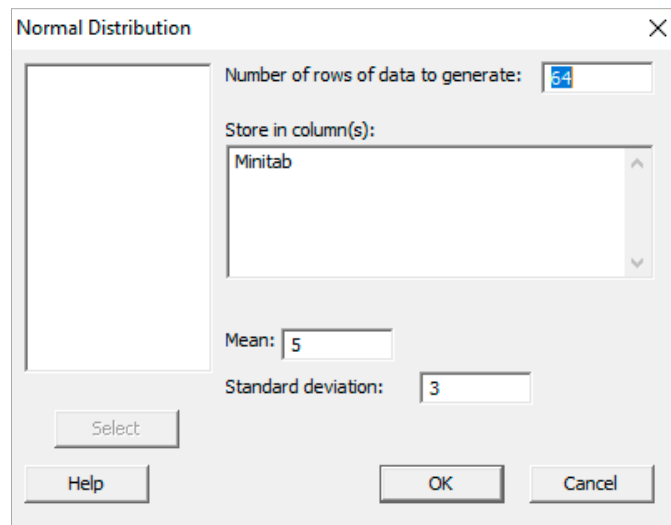 Normal Distribution
Number of rows of data to generate: 64
Store in column(s):
Minitab
Mean: 5
Standard deviation: 3
Select
Help OK Cancel